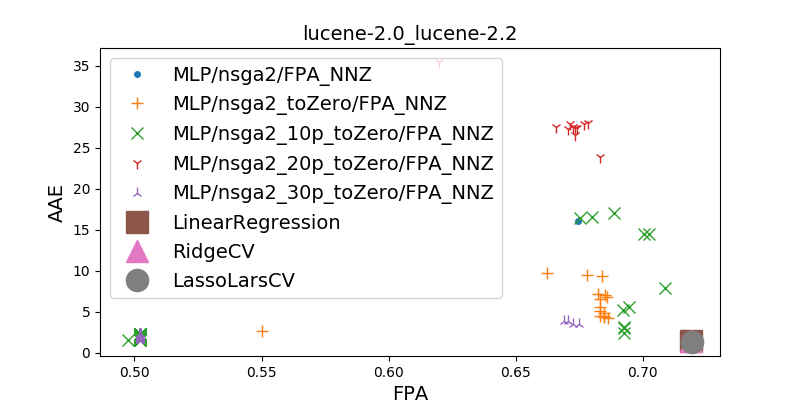 lucene-2.0_lucene-2.2
AAE
35
30
25
20
15
10
5
0
MLP/nsga2/FPA_NNZ
MLP/nsga2_toZero/FPA_NNZ
MLP/nsga2_10p_toZero/FPA_NNZ
MLP/nsga2_20p_toZero/FPA_NNZ
MLP/nsga2_30p_toZero/FPA_NNZ
LinearRegression
RidgeCV
LassoLarsCV
0.50 0.55 0.60 0.65 0.70
FPA